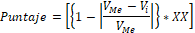 Puntaje = [{1 − |(V_Me − V_i) / V_Me|} * XX]